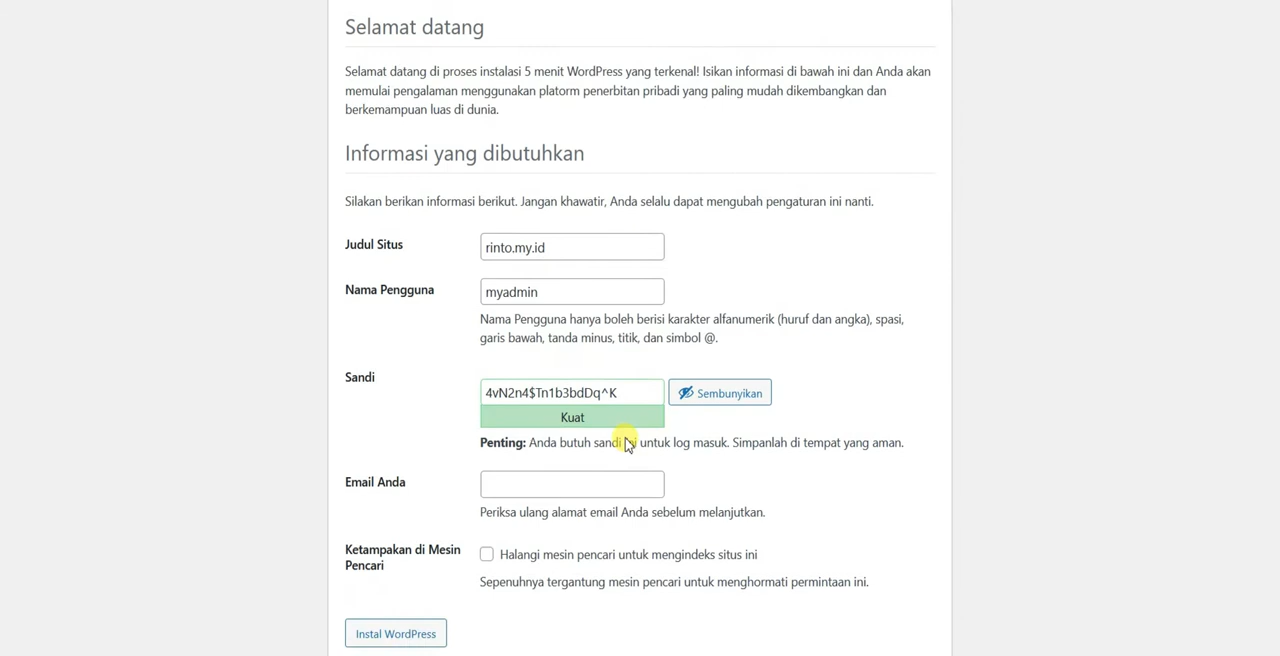 Selamat datang
Selamat datang di proses instalasi 5 menit WordPress yang terkenal! Isikan informasi di bawah ini dan Anda akan
memulai pengalaman menggunakan platorm penerbitan pribadi yang paling mudah dikembangkan dan
berkemampuan luas di dunia.
Informasi yang dibutuhkan
Silakan berikan informasi berikut. Jangan khawatir, Anda selalu dapat mengubah pengaturan ini nanti.
Judul Situs
rinto.my.id
Nama Pengguna
myadmin
Nama Pengguna hanya boleh berisi karakter alfanumerik (huruf dan angka), spasi,
garis bawah, tanda minus, titik, dan simbol @.
Sandi
4vN2n4$Tn1b3bdDq^K
Sembunyikan
Kuat
Penting: Anda butuh sandi ini untuk log masuk. Simpanlah di tempat yang aman.
Email Anda
Periksa ulang alamat email Anda sebelum melanjutkan.
Ketampakan di Mesin
Pencari
Halangi mesin pencari untuk mengindeks situs ini
Sepenuhnya tergantung mesin pencari untuk menghormati permintaan ini.
Instal WordPress